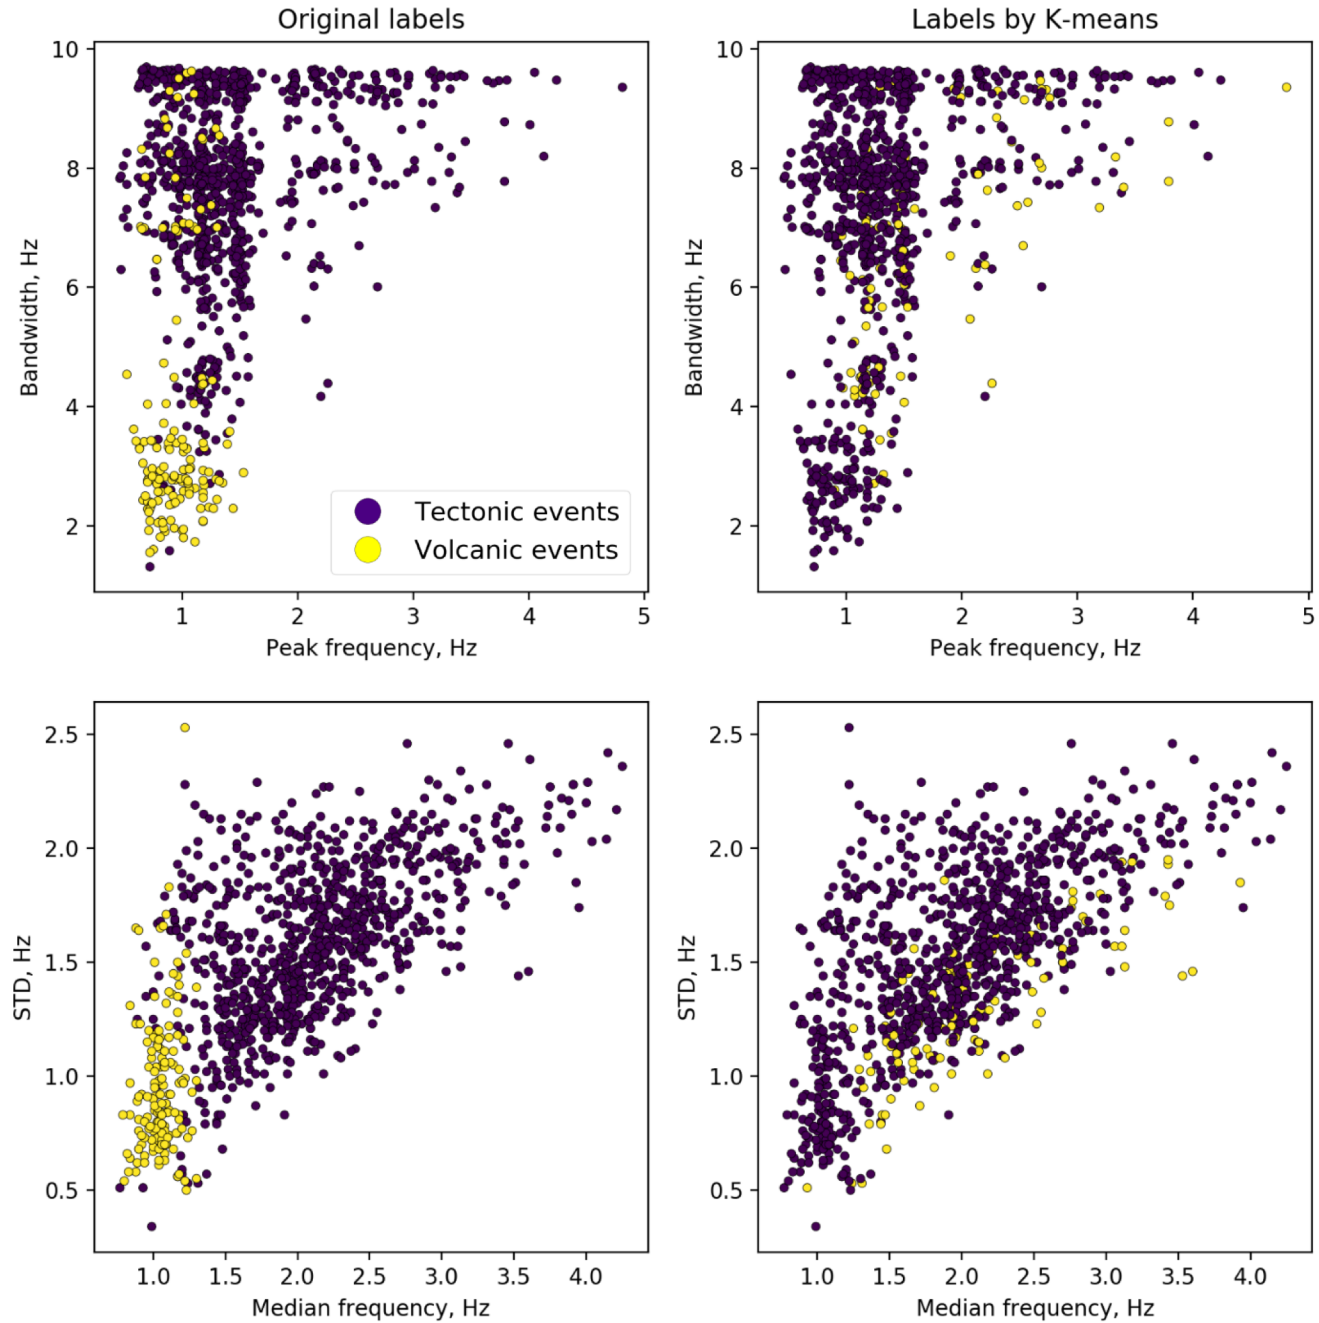 Original labels
Labels by K-means
10
8
6
4
2
Bandwidth, Hz
1 2 3 4 5
Peak frequency, Hz
Tectonic events
Volcanic events
10
8
6
4
2
Bandwidth, Hz
1 2 3 4 5
Peak frequency, Hz
2.5
2.0
1.5
1.0
0.5
STD, Hz
1.0 1.5 2.0 2.5 3.0 3.5 4.0
Median frequency, Hz
2.5
2.0
1.5
1.0
0.5
STD, Hz
1.0 1.5 2.0 2.5 3.0 3.5 4.0
Median frequency, Hz